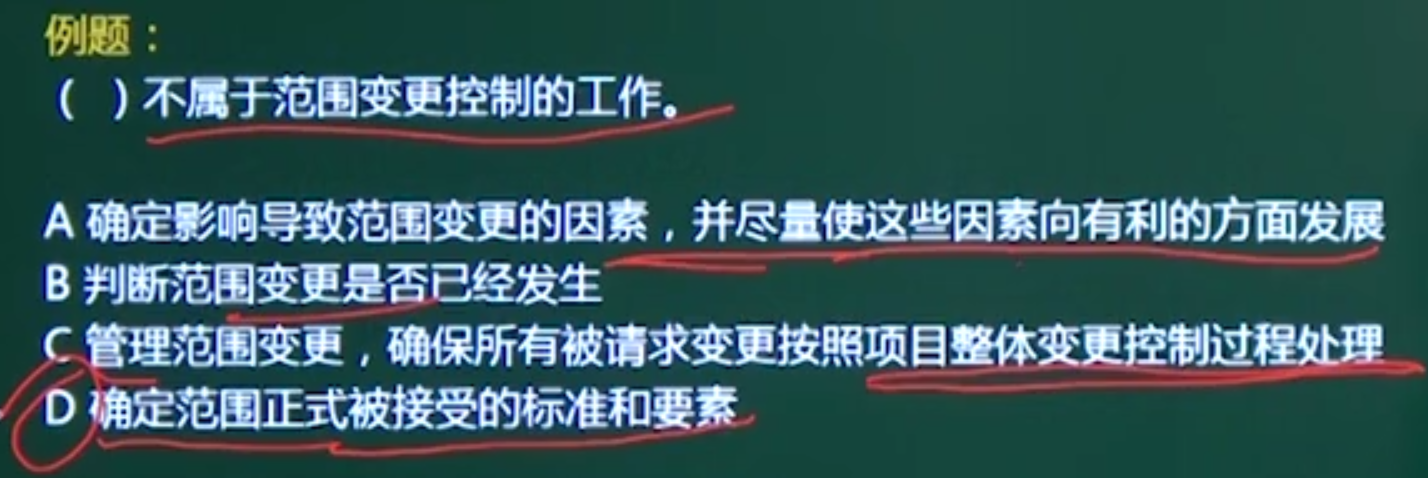 例题：
（ ）不属于范围变更控制的工作。
A 确定影响导致范围变更的因素，并尽量使这些因素向有利的方面发展
B 判断范围变更是否已经发生
C 管理范围变更，确保所有被请求变更按照项目整体变更控制过程处理
D 确定范围正式被接受的标准和要素